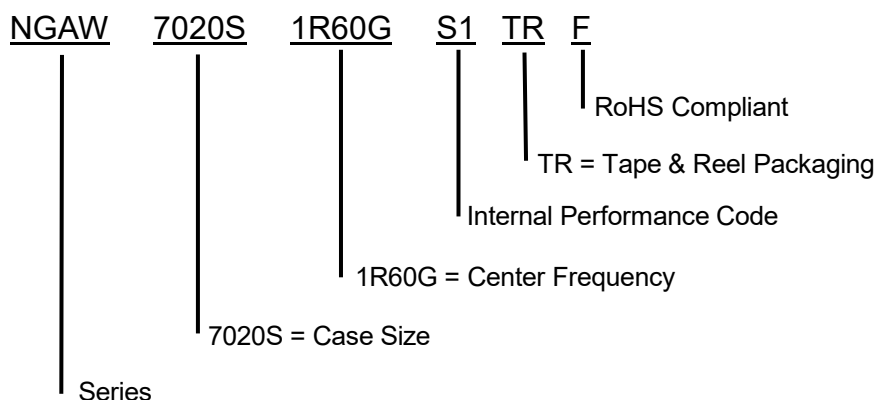 NGAW 7020S 1R60G S1 TR F
RoHS Compliant
TR = Tape & Reel Packaging
Internal Performance Code
1R60G = Center Frequency
7020S = Case Size
Series